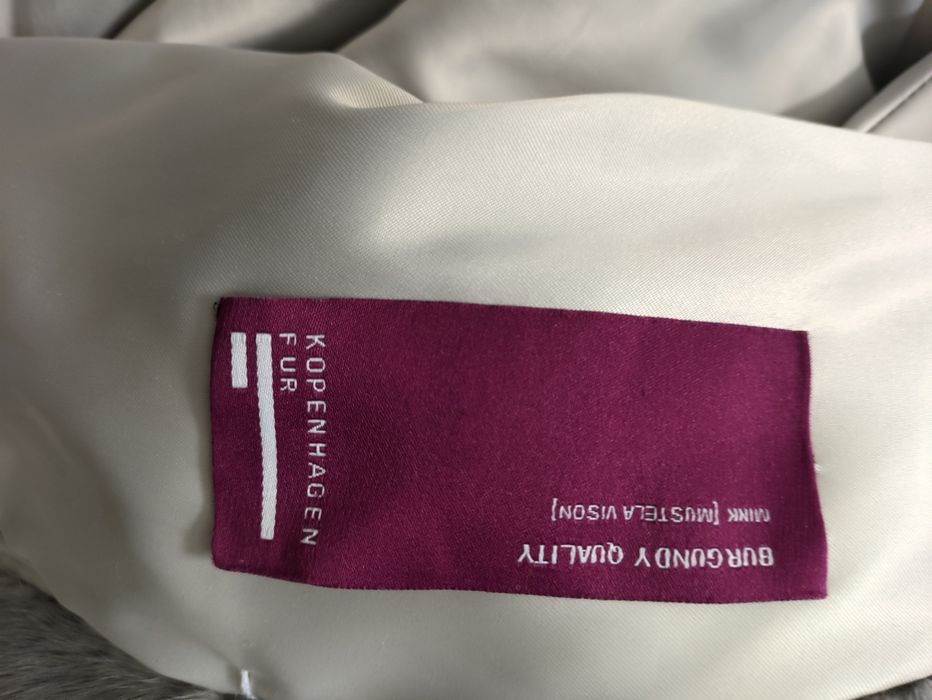 KOPENHAGEN
FUR
BURGUNDY QUALITY
MINK [MUSTELA VISON]